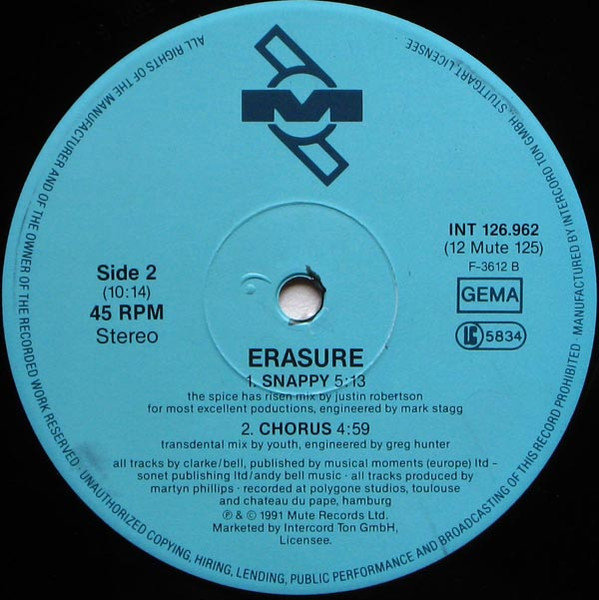 M
Side 2
(10:14)
45 RPM
Stereo
INT 126.962
(12 Mute 125)
F-3612 B
GEMA
LC 5834
ERASURE
1. SNAPPY 5:13
the spice has risen mix by justin robertson
for most excellent poductions, engineered by mark stagg
2. CHORUS 4:59
transdental mix by youth, engineered by greg hunter
all tracks by clarke/bell, published by musical moments (europe) ltd –
sonet publishing ltd/andy bell music · all tracks produced by
martyn phillips · recorded at polygone studios, toulouse
and chateau du pape, hamburg
℗ & © 1991 Mute Records Ltd.
Marketed by Intercord Ton GmbH,
Licensee.
ALL RIGHTS OF THE MANUFACTURER AND OF THE OWNER OF THE RECORDED WORK RESERVED · UNAUTHORIZED COPYING, HIRING, LENDING, PUBLIC PERFORMANCE AND BROADCASTING OF THIS RECORD PROHIBITED · MANUFACTURED BY INTERCORD TON GMBH · STUTTGART, LICENSEE